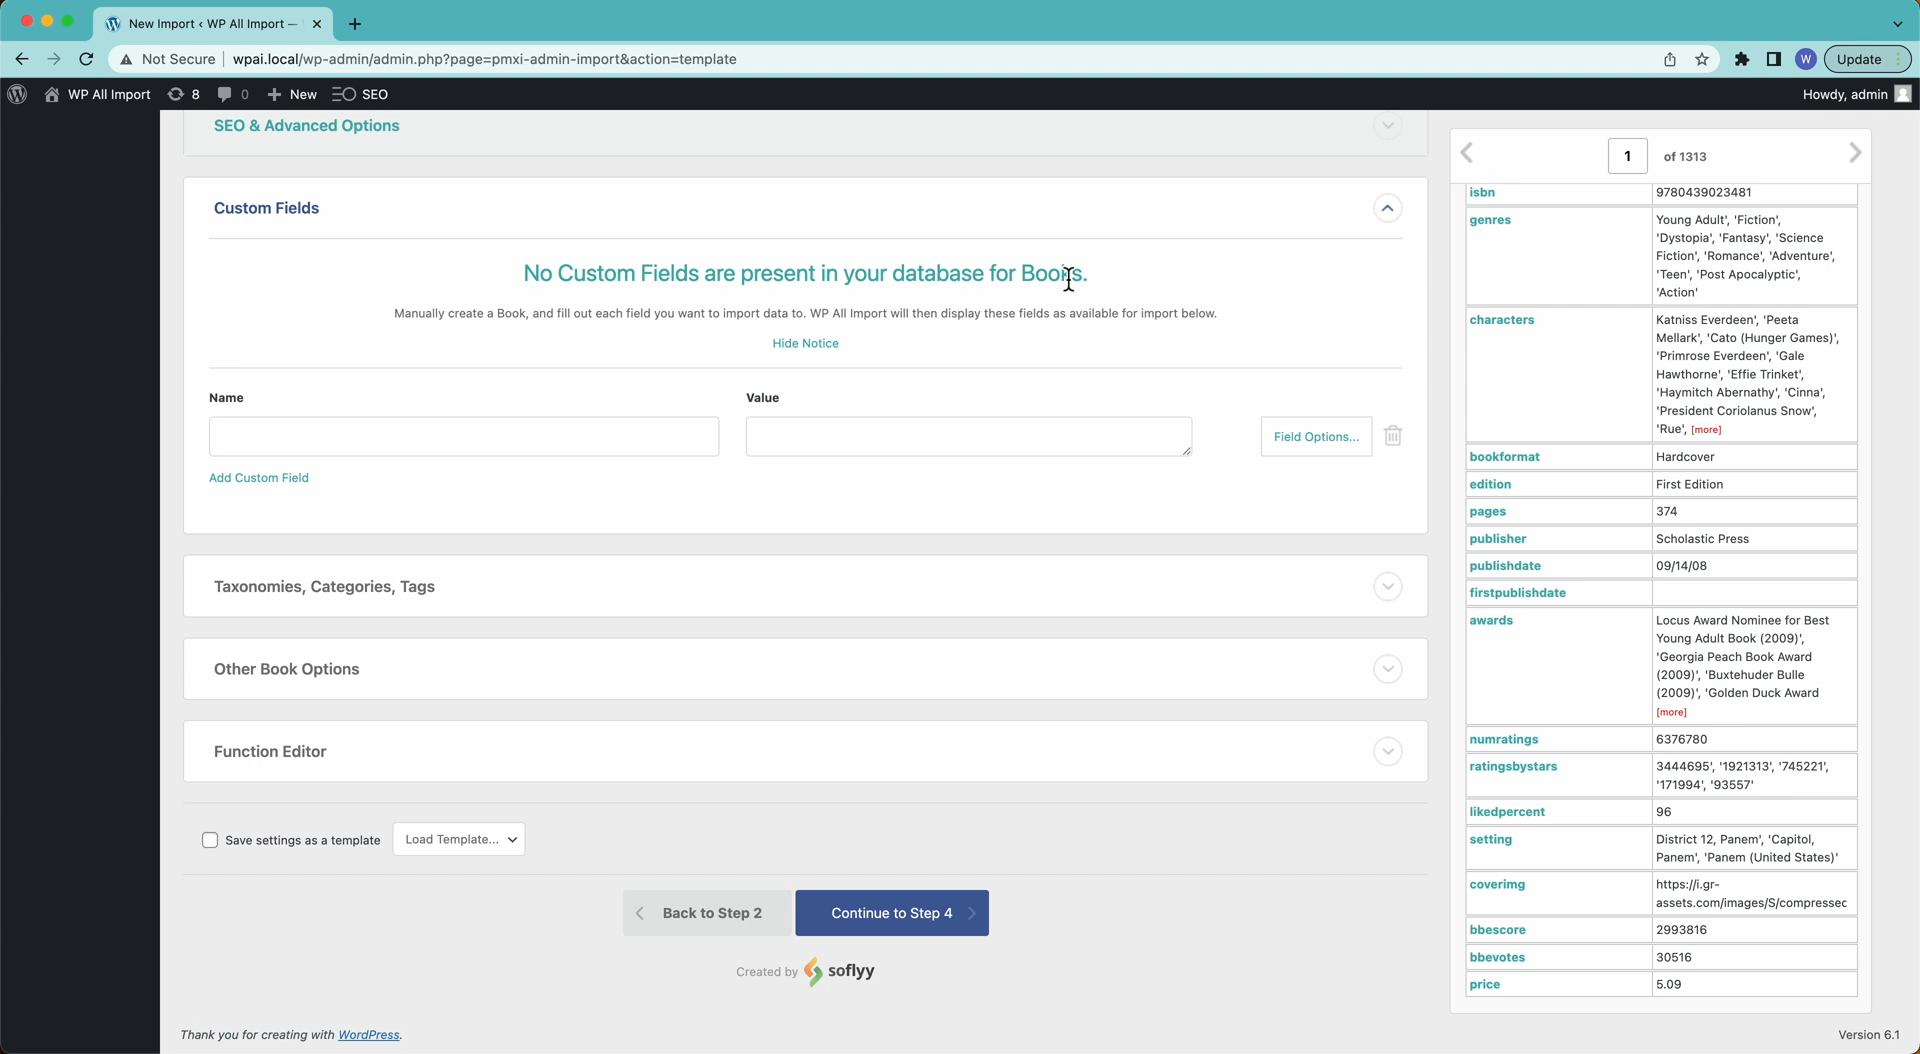 New Import ‹ WP All Import —
Not Secure
wpai.local/wp-admin/admin.php?page=pmxi-admin-import&action=template
W
Update
WP All Import
8
0
New
SEO
Howdy, admin
SEO & Advanced Options
Custom Fields
No Custom Fields are present in your database for Books.
Manually create a Book, and fill out each field you want to import data to. WP All Import will then display these fields as available for import below.
Hide Notice
Name
Value
Field Options...
Add Custom Field
Taxonomies, Categories, Tags
Other Book Options
Function Editor
Save settings as a template
Load Template...
Back to Step 2
Continue to Step 4
Created by soflyy
Thank you for creating with WordPress.
Version 6.1
1 of 1313
isbn
9780439023481
genres
Young Adult', 'Fiction',
'Dystopia', 'Fantasy', 'Science
Fiction', 'Romance', 'Adventure',
'Teen', 'Post Apocalyptic',
'Action'
characters
Katniss Everdeen', 'Peeta
Mellark', 'Cato (Hunger Games)',
'Primrose Everdeen', 'Gale
Hawthorne', 'Effie Trinket',
'Haymitch Abernathy', 'Cinna',
'President Coriolanus Snow',
'Rue', [more]
bookformat
Hardcover
edition
First Edition
pages
374
publisher
Scholastic Press
publishdate
09/14/08
firstpublishdate
awards
Locus Award Nominee for Best
Young Adult Book (2009)',
'Georgia Peach Book Award
(2009)', 'Buxtehuder Bulle
(2009)', 'Golden Duck Award
[more]
numratings
6376780
ratingsbystars
3444695', '1921313', '745221',
'171994', '93557'
likedpercent
96
setting
District 12, Panem', 'Capitol,
Panem', 'Panem (United States)'
coverimg
https://i.gr-
assets.com/images/S/compressed
bbescore
2993816
bbevotes
30516
price
5.09